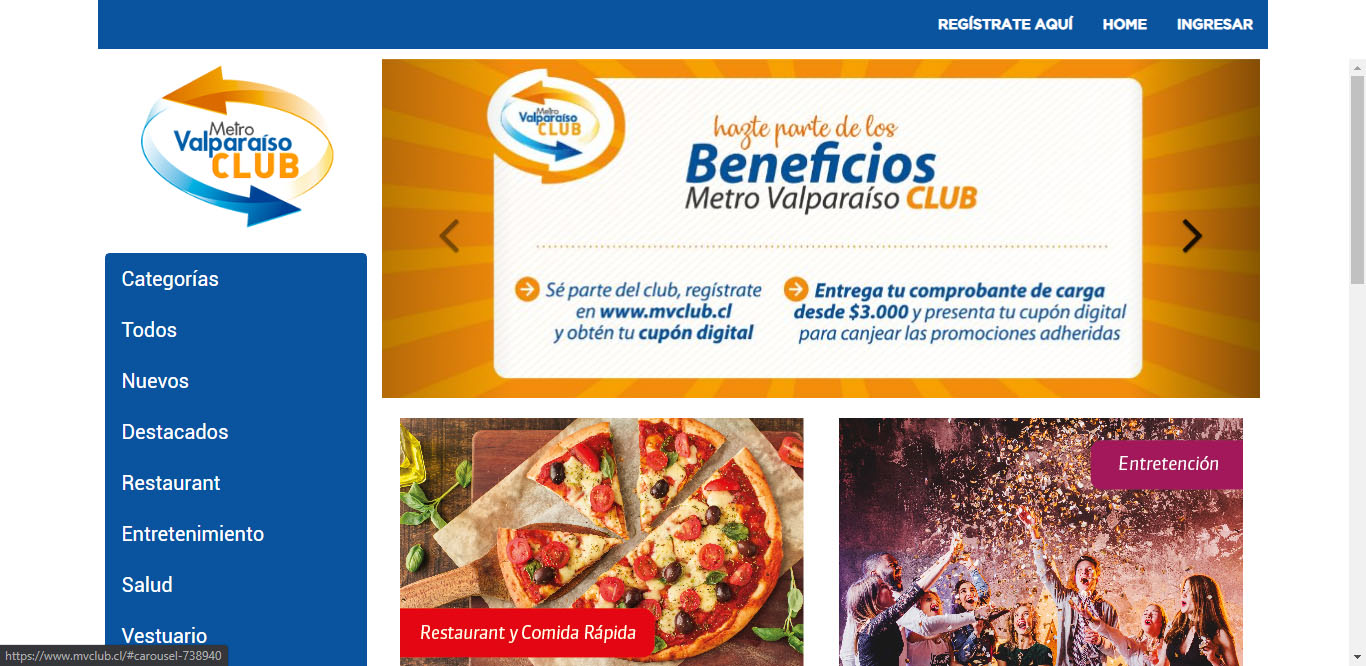 REGÍSTRATE AQUÍ HOME INGRESAR
Metro
Valparaíso
CLUB
Categorías
Todos
Nuevos
Destacados
Restaurant
Entretenimiento
Salud
Vestuario
Metro
Valparaíso
CLUB
hazte parte de los
Beneficios
Metro Valparaíso CLUB
Sé parte del club, regístrate
en www.mvclub.cl
y obtén tu cupón digital
Entrega tu comprobante de carga
desde $3.000 y presenta tu cupón digital
para canjear las promociones adheridas
Restaurant y Comida Rápida
Entretención
https://www.mvclub.cl/#carousel-738940